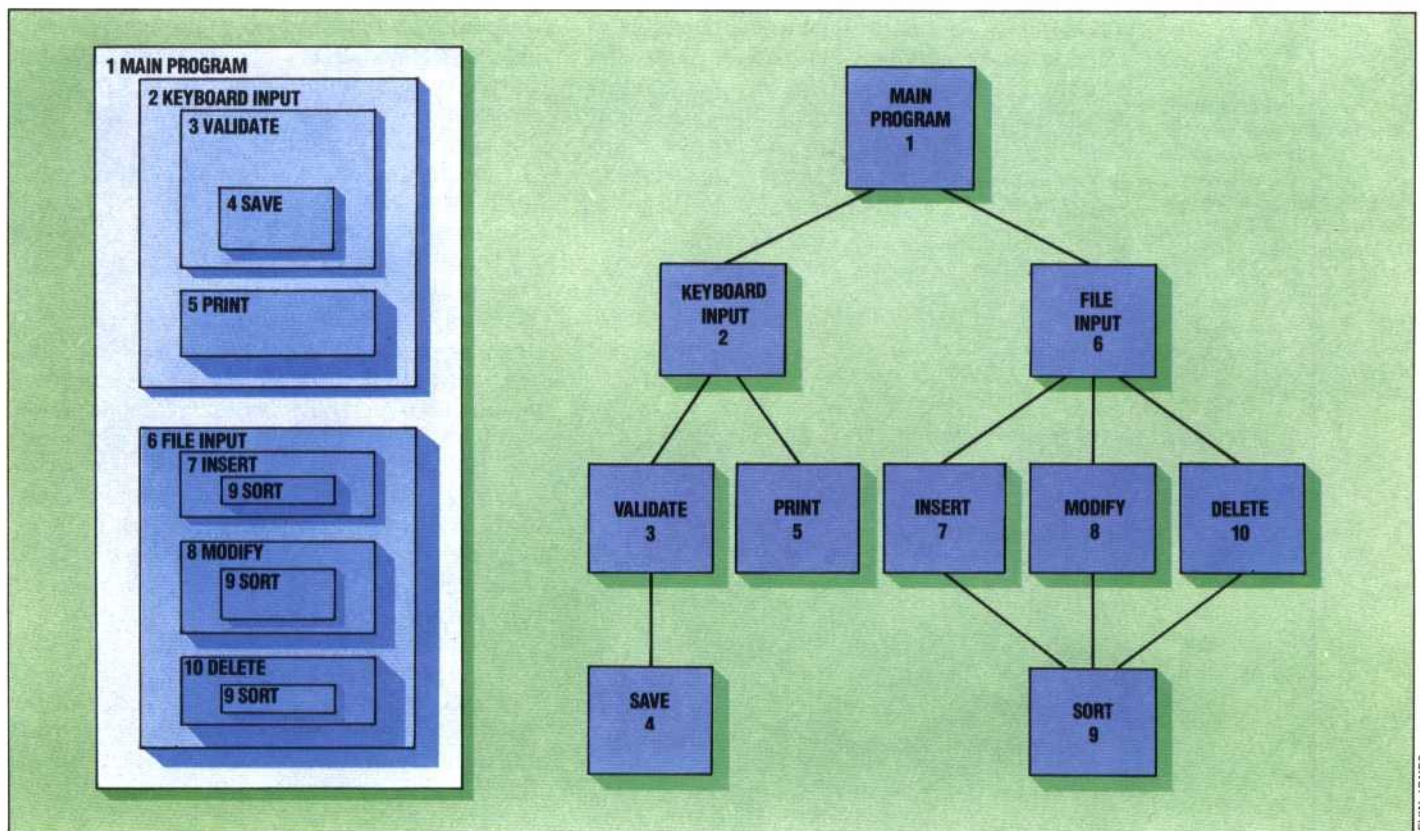 1 MAIN PROGRAM
2 KEYBOARD INPUT
3 VALIDATE
4 SAVE
5 PRINT
6 FILE INPUT
7 INSERT
9 SORT
8 MODIFY
9 SORT
10 DELETE
9 SORT
MAIN
PROGRAM
1
KEYBOARD
INPUT
2
FILE
INPUT
6
VALIDATE
3
PRINT
5
INSERT
7
MODIFY
8
DELETE
10
SAVE
4
SORT
9